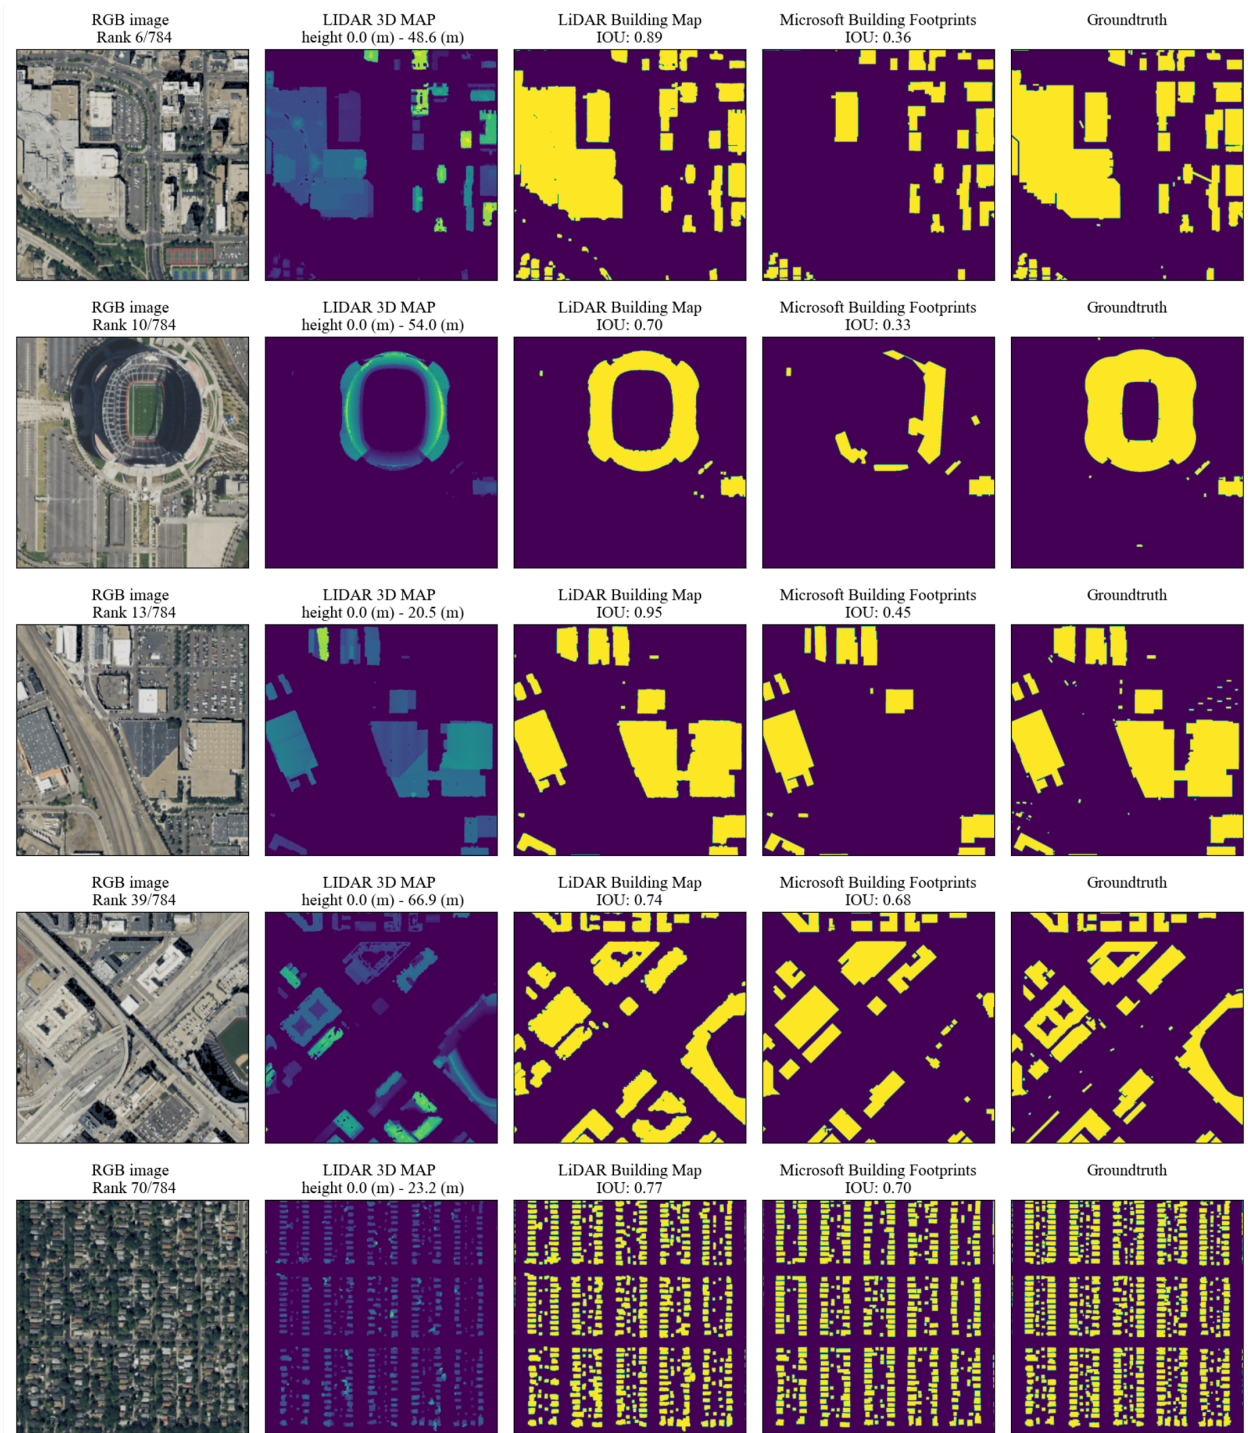 RGB image
Rank 6/784
LIDAR 3D MAP
height 0.0 (m) - 48.6 (m)
LiDAR Building Map
IOU: 0.89
Microsoft Building Footprints
IOU: 0.36
Groundtruth
RGB image
Rank 10/784
LIDAR 3D MAP
height 0.0 (m) - 54.0 (m)
LiDAR Building Map
IOU: 0.70
Microsoft Building Footprints
IOU: 0.33
Groundtruth
RGB image
Rank 13/784
LIDAR 3D MAP
height 0.0 (m) - 20.5 (m)
LiDAR Building Map
IOU: 0.95
Microsoft Building Footprints
IOU: 0.45
Groundtruth
RGB image
Rank 39/784
LIDAR 3D MAP
height 0.0 (m) - 66.9 (m)
LiDAR Building Map
IOU: 0.74
Microsoft Building Footprints
IOU: 0.68
Groundtruth
RGB image
Rank 70/784
LIDAR 3D MAP
height 0.0 (m) - 23.2 (m)
LiDAR Building Map
IOU: 0.77
Microsoft Building Footprints
IOU: 0.70
Groundtruth